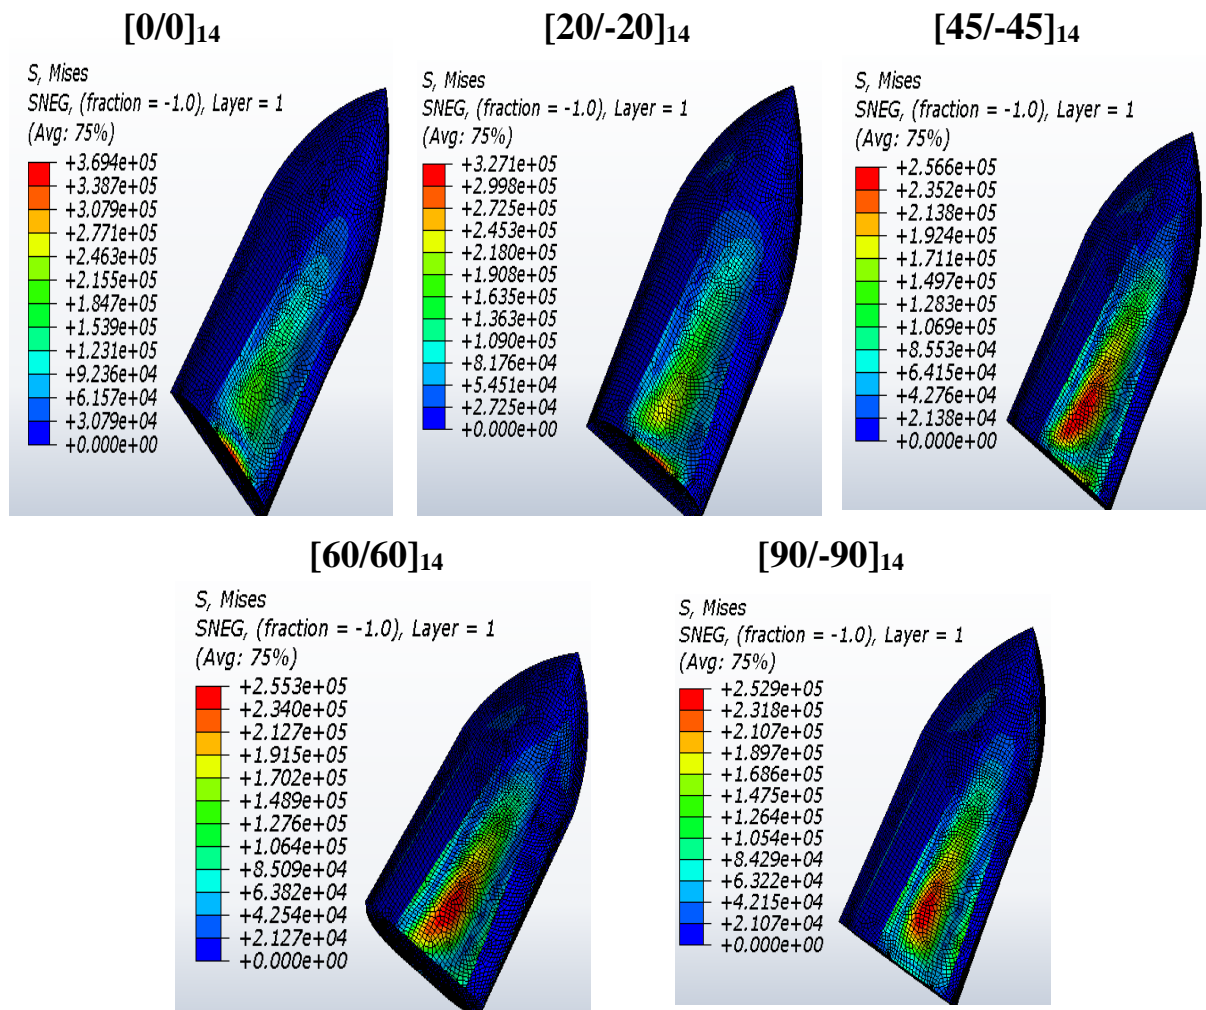 [0/0]14
S, Mises
SNEG, (fraction = -1.0), Layer = 1
(Avg: 75%)
+3.694e+05
+3.387e+05
+3.079e+05
+2.771e+05
+2.463e+05
+2.155e+05
+1.847e+05
+1.539e+05
+1.231e+05
+9.236e+04
+6.157e+04
+3.079e+04
+0.000e+00
[20/-20]14
S, Mises
SNEG, (fraction = -1.0), Layer = 1
(Avg: 75%)
+3.271e+05
+2.998e+05
+2.725e+05
+2.453e+05
+2.180e+05
+1.908e+05
+1.635e+05
+1.363e+05
+1.090e+05
+8.176e+04
+5.451e+04
+2.725e+04
+0.000e+00
[45/-45]14
S, Mises
SNEG, (fraction = -1.0), Layer = 1
(Avg: 75%)
+2.566e+05
+2.352e+05
+2.138e+05
+1.924e+05
+1.711e+05
+1.497e+05
+1.283e+05
+1.069e+05
+8.553e+04
+6.415e+04
+4.276e+04
+2.138e+04
+0.000e+00
[60/60]14
S, Mises
SNEG, (fraction = -1.0), Layer = 1
(Avg: 75%)
+2.553e+05
+2.340e+05
+2.127e+05
+1.915e+05
+1.702e+05
+1.489e+05
+1.276e+05
+1.064e+05
+8.509e+04
+6.382e+04
+4.254e+04
+2.127e+04
+0.000e+00
[90/-90]14
S, Mises
SNEG, (fraction = -1.0), Layer = 1
(Avg: 75%)
+2.529e+05
+2.318e+05
+2.107e+05
+1.897e+05
+1.686e+05
+1.475e+05
+1.264e+05
+1.054e+05
+8.429e+04
+6.322e+04
+4.215e+04
+2.107e+04
+0.000e+00